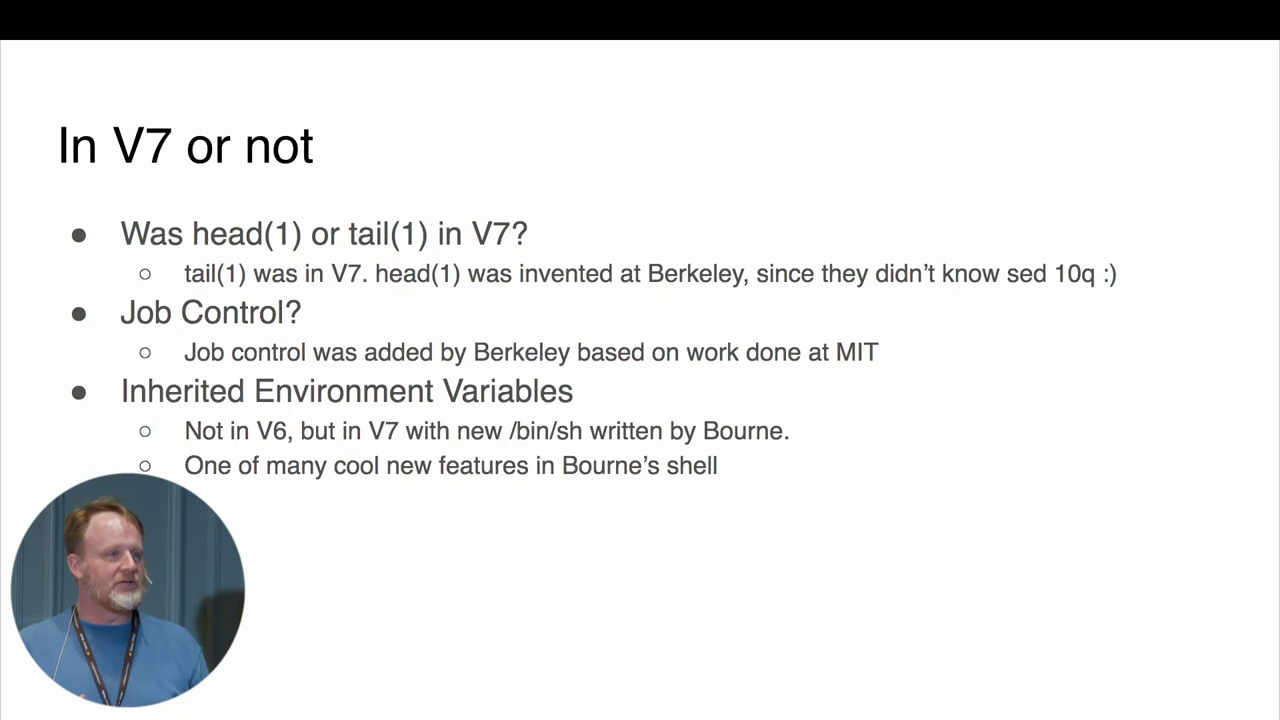 In V7 or not
● Was head(1) or tail(1) in V7?
○ tail(1) was in V7. head(1) was invented at Berkeley, since they didn’t know sed 10q :)
● Job Control?
○ Job control was added by Berkeley based on work done at MIT
● Inherited Environment Variables
○ Not in V6, but in V7 with new /bin/sh written by Bourne.
○ One of many cool new features in Bourne’s shell